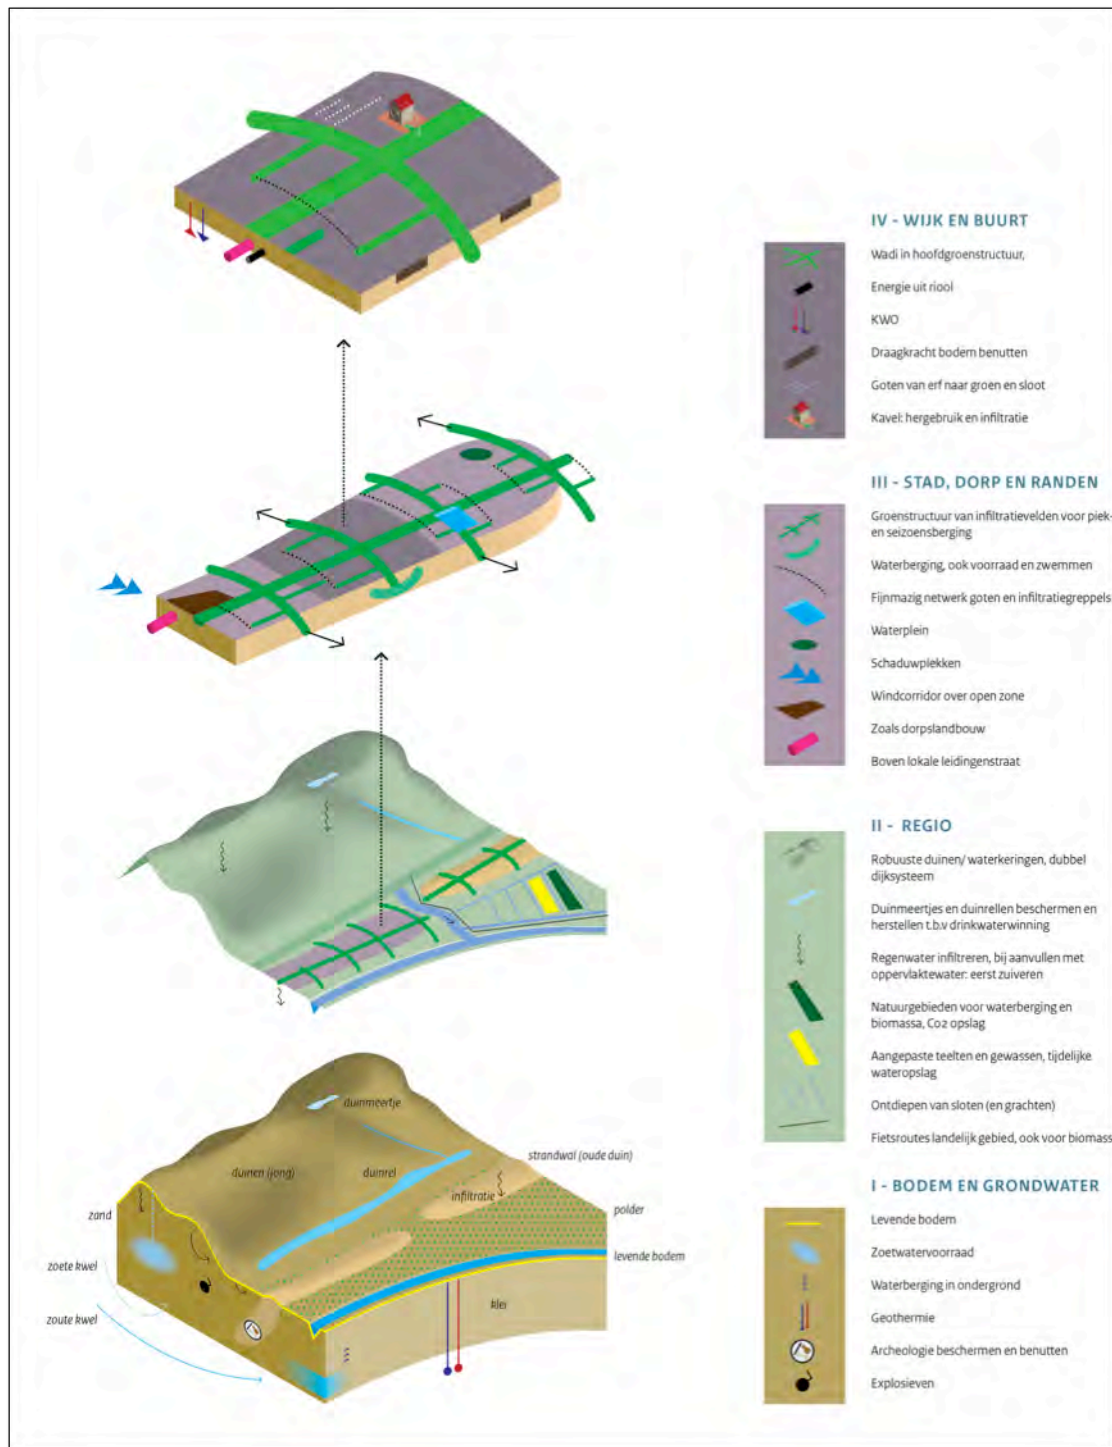 IV - WIJK EN BUURT
Wadi in hoofdgroenstructuur,
Energie uit riool
KWO
Draagkracht bodem benutten
Goten van erf naar groen en sloot
Kavel: hergebruik en infiltratie
III - STAD, DORP EN RANDEN
Groenstructuur van infiltratievelden voor piek-
en seizoensberging
Waterberging, ook voorraad en zwemmen
Fijnmazig netwerk goten en infiltratiegreppels
Waterplein
Schaduwplekken
Windcorridor over open zone
Zoals dorpslandbouw
Boven lokale leidingenstraat
II - REGIO
Robuuste duinen/ waterkeringen, dubbel
dijksysteem
Duinmeertjes en duinrellen beschermen en
herstellen t.b.v drinkwaterwinning
Regenwater infiltreren, bij aanvullen met
oppervlaktewater: eerst zuiveren
Natuurgebieden voor waterberging en
biomassa, Co2 opslag
Aangepaste teelten en gewassen, tijdelijke
wateropslag
Ontdiepen van sloten (en grachten)
Fietsroutes landelijk gebied, ook voor biomass
I - BODEM EN GRONDWATER
Levende bodem
Zoetwatervoorraad
Waterberging in ondergrond
Geothermie
Archeologie beschermen en benutten
Explosieven
duinmeertje
duinen (jong)
duinrel
strandwal (oude duin)
infiltratie
zand
polder
levende bodem
zoete kwel
klei
zoute kwel